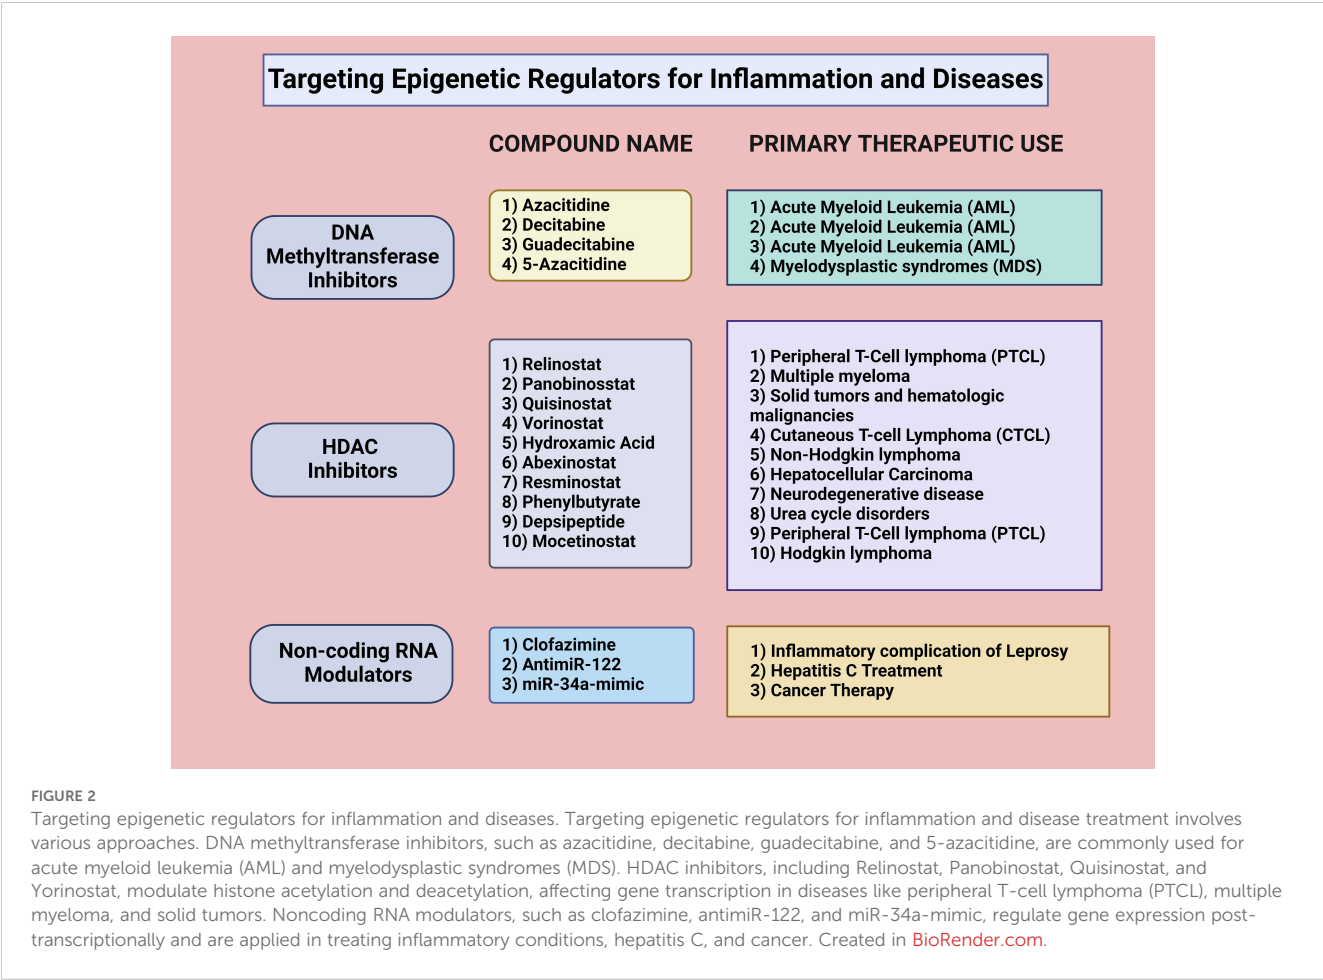 Targeting Epigenetic Regulators for Inflammation and Diseases
COMPOUND NAME
PRIMARY THERAPEUTIC USE
DNA
Methyltransferase
Inhibitors
1) Azacitidine
2) Decitabine
3) Guadecitabine
4) 5-Azacitidine
1) Acute Myeloid Leukemia (AML)
2) Acute Myeloid Leukemia (AML)
3) Acute Myeloid Leukemia (AML)
4) Myelodysplastic syndromes (MDS)
HDAC
Inhibitors
1) Relinostat
2) Panobinosstat
3) Quisinostat
4) Vorinostat
5) Hydroxamic Acid
6) Abexinostat
7) Resminostat
8) Phenylbutyrate
9) Depsipeptide
10) Mocetinostat
1) Peripheral T-Cell lymphoma (PTCL)
2) Multiple myeloma
3) Solid tumors and hematologic
malignancies
4) Cutaneous T-cell Lymphoma (CTCL)
5) Non-Hodgkin lymphoma
6) Hepatocellular Carcinoma
7) Neurodegenerative disease
8) Urea cycle disorders
9) Peripheral T-Cell lymphoma (PTCL)
10) Hodgkin lymphoma
Non-coding RNA
Modulators
1) Clofazimine
2) AntimiR-122
3) miR-34a-mimic
1) Inflammatory complication of Leprosy
2) Hepatitis C Treatment
3) Cancer Therapy
FIGURE 2
Targeting epigenetic regulators for inflammation and diseases. Targeting epigenetic regulators for inflammation and disease treatment involves
various approaches. DNA methyltransferase inhibitors, such as azacitidine, decitabine, guadecitabine, and 5-azacitidine, are commonly used for
acute myeloid leukemia (AML) and myelodysplastic syndromes (MDS). HDAC inhibitors, including Relinostat, Panobinostat, Quisinostat, and
Yorinostat, modulate histone acetylation and deacetylation, affecting gene transcription in diseases like peripheral T-cell lymphoma (PTCL), multiple
myeloma, and solid tumors. Noncoding RNA modulators, such as clofazimine, antimiR-122, and miR-34a-mimic, regulate gene expression post-
transcriptionally and are applied in treating inflammatory conditions, hepatitis C, and cancer. Created in BioRender.com.